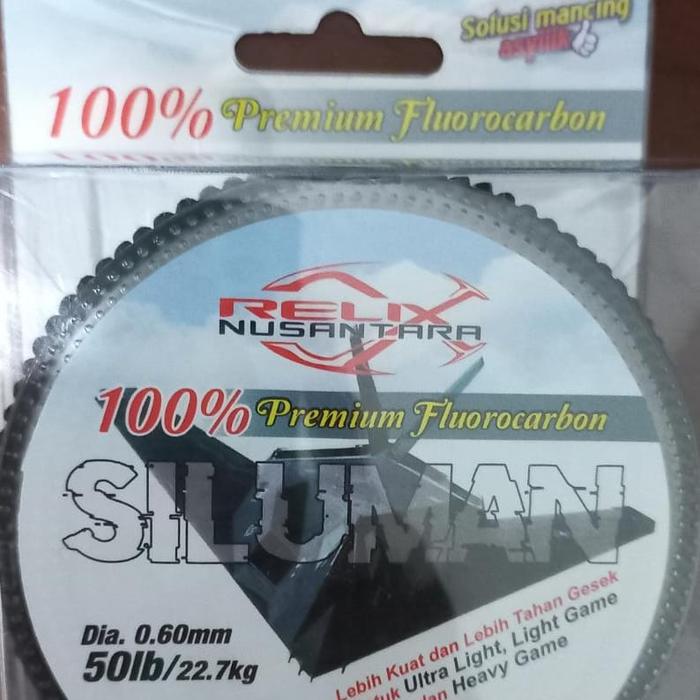 Solusi mancing
asyiiik
100% Premium Fluorocarbon
RELIX
NUSANTARA
100% Premium Fluorocarbon
SILUMAN
Dia. 0.60mm
50lb/22.7kg
Lebih Kuat dan Lebih Tahan Gesek
Ultra Light, Light Game
Heavy Game